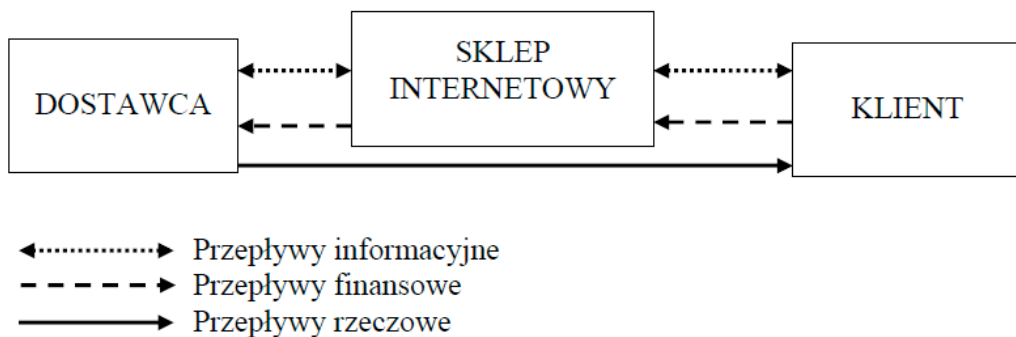 DOSTAWCA
SKLEP
INTERNETOWY
KLIENT
Przepływy informacyjne
Przepływy finansowe
Przepływy rzeczowe